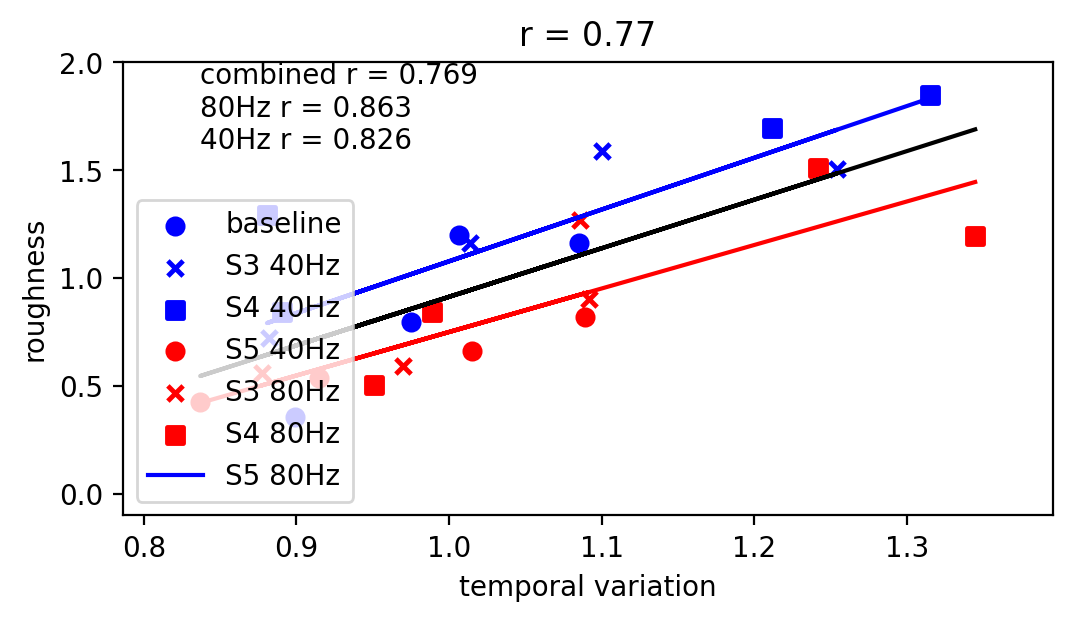 r = 0.77
combined r = 0.769
80Hz r = 0.863
40Hz r = 0.826
baseline
S3 40Hz
S4 40Hz
S5 40Hz
S3 80Hz
S4 80Hz
S5 80Hz
roughness
2.0
1.5
1.0
0.5
0.0
0.8 0.9 1.0 1.1 1.2 1.3
temporal variation